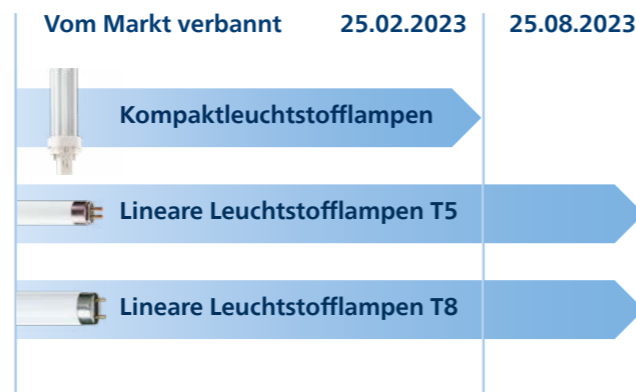 Vom Markt verbannt 25.02.2023 25.08.2023
Kompaktleuchtstofflampen
Lineare Leuchtstofflampen T5
Lineare Leuchtstofflampen T8